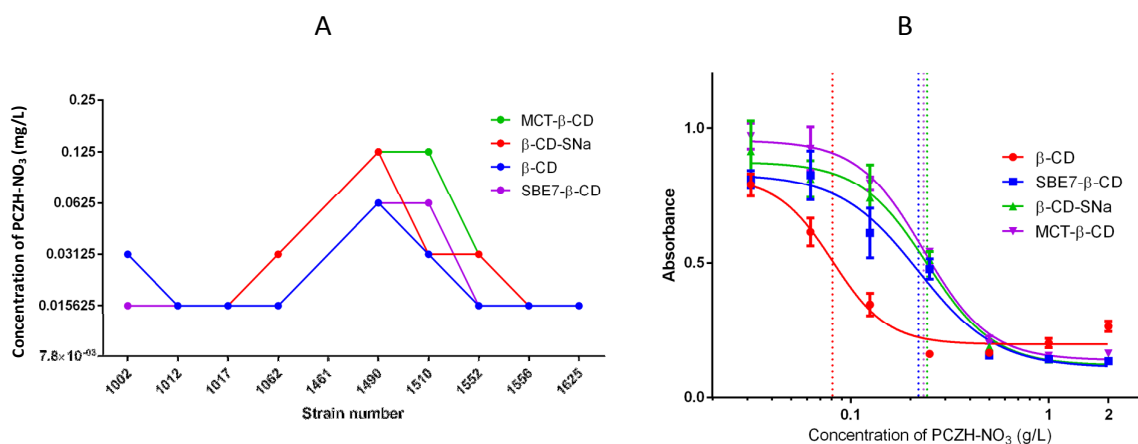 A
Concentration of PCZH-NO₃ (mg/L)
0.25
0.125
0.0625
0.03125
0.015625
7.8×10⁻⁰³
1002
1012
1017
1062
1461
1490
1510
1552
1556
1625
Strain number
MCT-β-CD
β-CD-SNa
β-CD
SBE7-β-CD
B
Absorbance
1.0
0.5
0.0
0.1
1
2
Concentration of PCZH-NO₃ (g/L)
β-CD
SBE7-β-CD
β-CD-SNa
MCT-β-CD